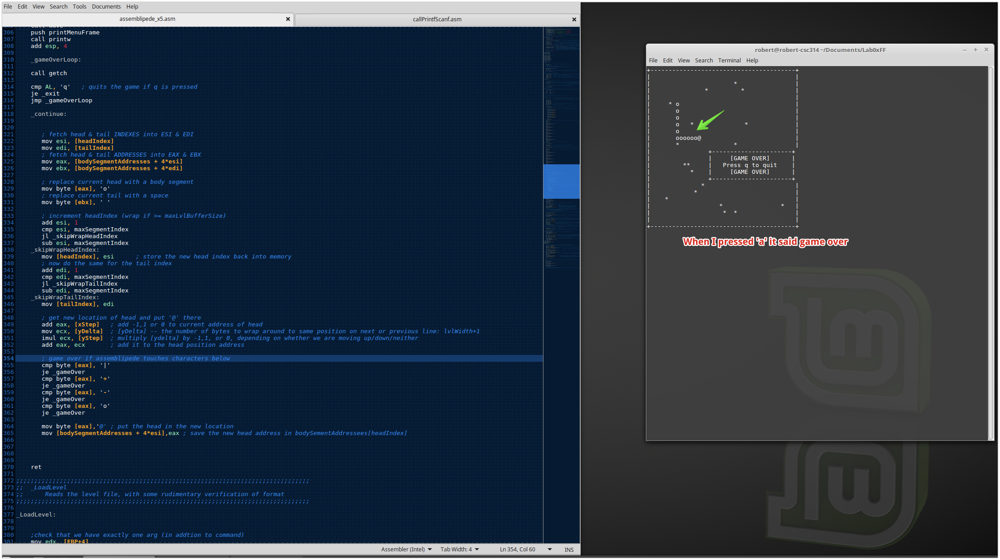 File Edit View Search Tools Documents Help
assemblipede_x5.asm
callPrintfScanf.asm
306 push printMenuFrame
307 call printw
308 add esp, 4
309
310 _gameOverLoop:
311
312 call getch
313
314 cmp AL, 'q' ; quits the game if q is pressed
315 je _exit
316 jmp _gameOverLoop
317
318 _continue:
319
320
321 ; fetch head & tail INDEXES into ESI & EDI
322 mov esi, [headIndex]
323 mov edi, [tailIndex]
324 ; fetch head & tail ADDRESSES into EAX & EBX
325 mov eax, [bodySegmentAddresses + 4*esi]
326 mov ebx, [bodySegmentAddresses + 4*edi]
327
328 ; replace current head with a body segment
329 mov byte [eax], 'o'
330 ; replace current tail with a space
331 mov byte [ebx], ' '
332
333 ; increment headIndex (wrap if >= maxLvlBufferSize)
334 add esi, 1
335 cmp esi, maxSegmentIndex
336 jl _skipWrapHeadIndex
337 sub esi, maxSegmentIndex
338 _skipWrapHeadIndex:
339 mov [headIndex], esi ; store the new head index back into memory
340 ; now do the same for the tail index
341 add edi, 1
342 cmp edi, maxSegmentIndex
343 jl _skipWrapTailIndex
344 sub edi, maxSegmentIndex
345 _skipWrapTailIndex:
346 mov [tailIndex], edi
347
348 ; get new location of head and put '@' there
349 add eax, [xStep] ; add -1,1 or 0 to current address of head
350 mov ecx, [yDelta] ; [yDelta] -- the number of bytes to wrap around to same position on next or previous line: lvlWidth+1
351 imul ecx, [yStep] ; multiply [ydelta] by -1,1, or 0, depending on whether we are moving up/down/neither
352 add eax, ecx ; add it to the head position address
353
354 ; game over if assemblipede touches characters below
355 cmp byte [eax], '|'
356 je _gameOver
357 cmp byte [eax], '+'
358 je _gameOver
359 cmp byte [eax], '-'
360 je _gameOver
361 cmp byte [eax], 'o'
362 je _gameOver
363
364 mov byte [eax],'@' ; put the head in the new location
365 mov [bodySegmentAddresses + 4*esi],eax ; save the new head address in bodySementAddressees[headIndex]
366
367
368
369
370 ret
371
372 ;;;;;;;;;;;;;;;;;;;;;;;;;;;;;;;;;;;;;;;;;;;;;;;;;;;;;;;;;;;;;;;;;;;;;;;;;;;;;;;;;
373 ;; _LoadLevel
374 ;; Reads the level file, with some rudimentary verification of format
375 ;;;;;;;;;;;;;;;;;;;;;;;;;;;;;;;;;;;;;;;;;;;;;;;;;;;;;;;;;;;;;;;;;;;;;;;;;;;;;;;;;
376
377 _LoadLevel:
378
379
380 ;check that we have exactly one arg (in addtion to command)
381 mov edx, [EBP+4]
Assembler (Intel) Tab Width: 4 Ln 354, Col 60 INS
robert@robert-csc314 ~/Documents/Lab0xFF
File Edit View Search Terminal Help
+----------------------------------------+
| |
| * |
| * * |
| |
| * o |
| o |
| o |
| o * * |
| o |
| oooooo@ |
| * * |
| +----------------------+
| | [GAME OVER] |
| ** | Press q to quit |
| * | [GAME OVER] |
| +----------------------+
| * |
| * |
| * |
| * * |
| * * |
| |
+----------------------------------------+
When I pressed 'a' it said game over